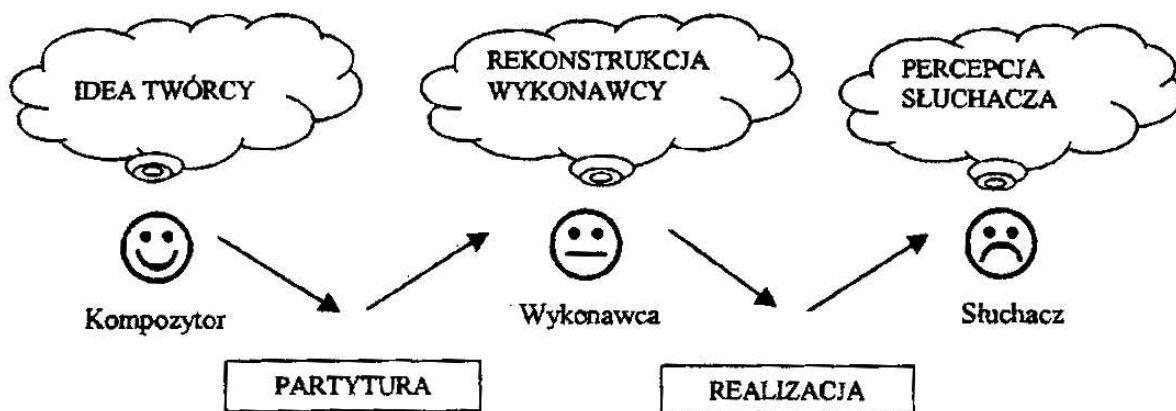 IDEA TWÓRCY
REKONSTRUKCJA
WYKONAWCY
PERCEPCJA
SŁUCHACZA
Kompozytor
Wykonawca
Słuchacz
PARTYTURA
REALIZACJA